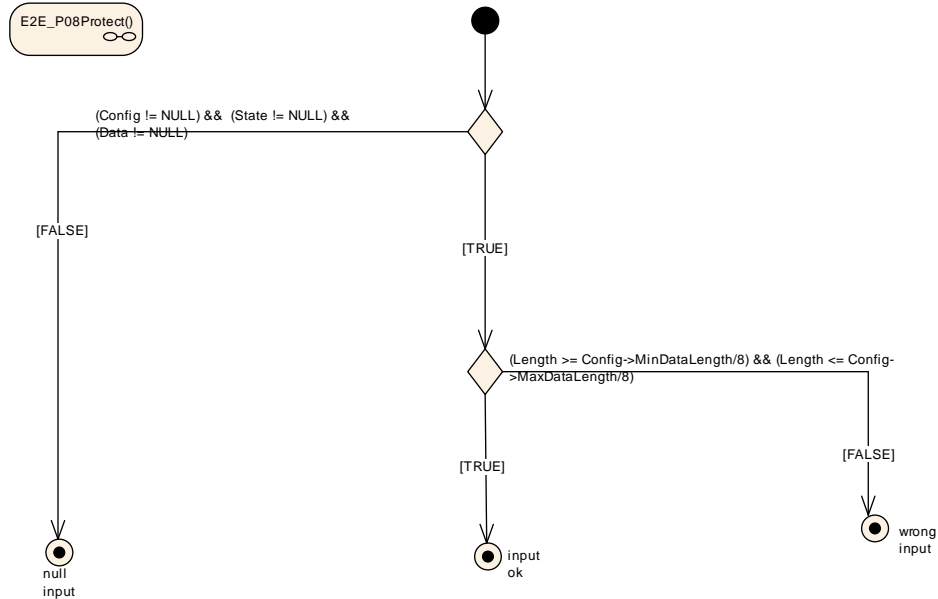 E2E_P08Protect()
(Config != NULL) && (State != NULL) &&
(Data != NULL)
[FALSE]
[TRUE]
(Length >= Config->MinDataLength/8) && (Length <= Config-
>MaxDataLength/8)
[FALSE]
[TRUE]
wrong
input
input
ok
null
input